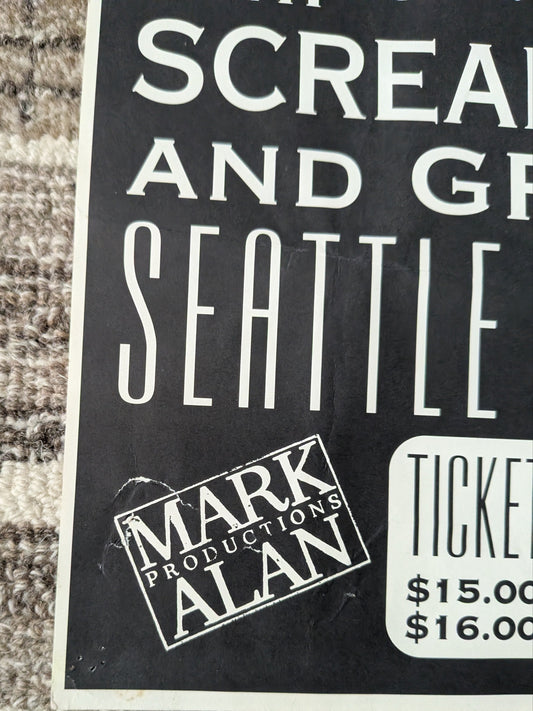 SCREA
AND GR
SEATTLE
MARK
PRODUCTIONS
ALAN
TICKET
$15.00
$16.00